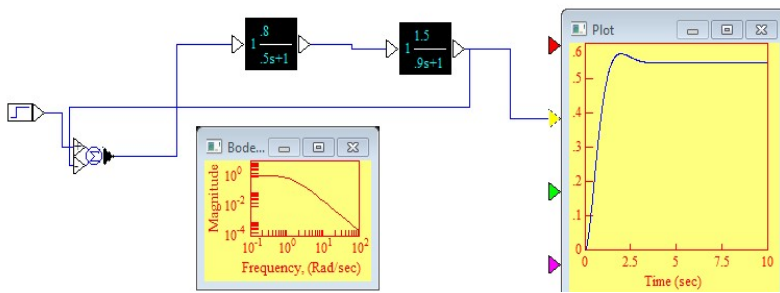 .8
1
.5s+1
1.5
1
.9s+1
Plot
.6
.5
.4
.3
.2
.1
0
0 2.5 5 7.5 10
Time (sec)
Σ
Bode...
Magnitude
10^0
10^-2
10^-4
10^-1 10^0 10^1 10^2
Frequency, (Rad/sec)